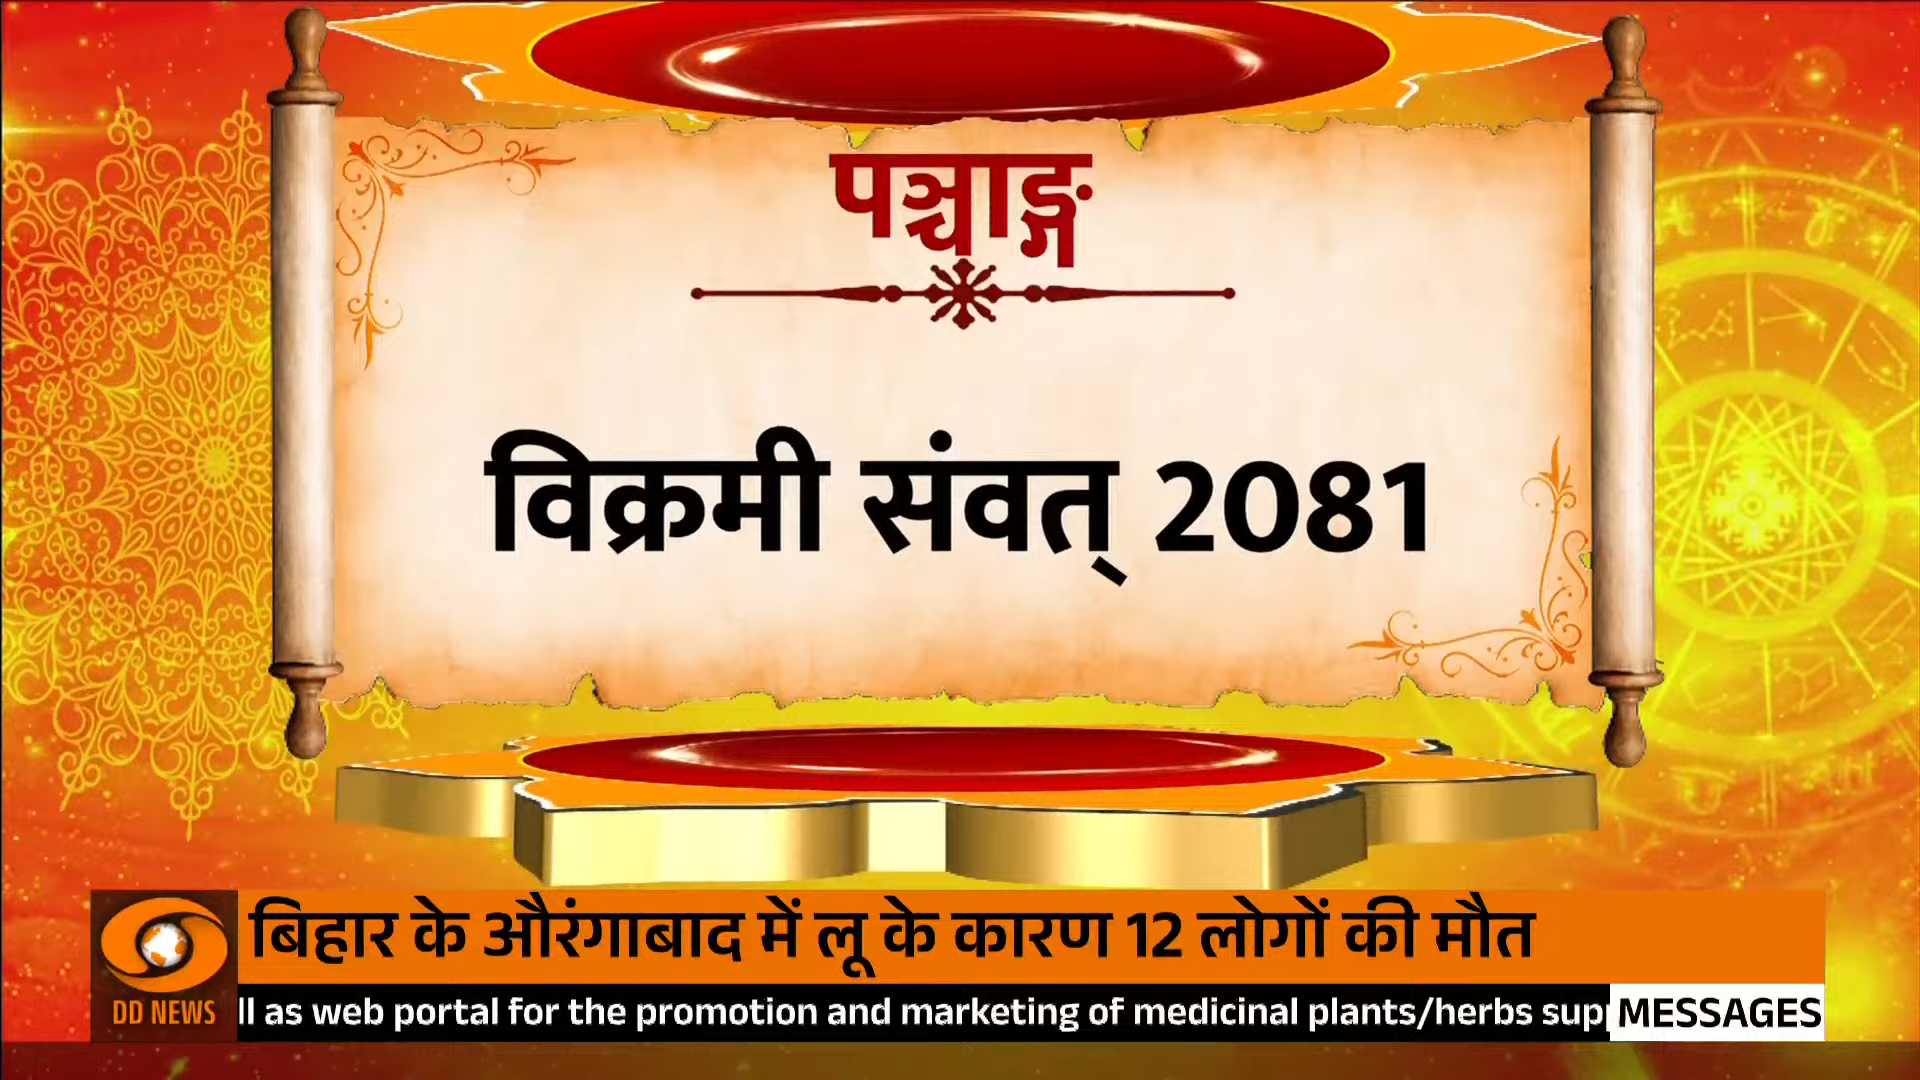 पञ्चाङ्ग
विक्रमी संवत् 2081
बिहार के औरंगाबाद में लू के कारण 12 लोगों की मौत
DD NEWS
ll as web portal for the promotion and marketing of medicinal plants/herbs sup
MESSAGES